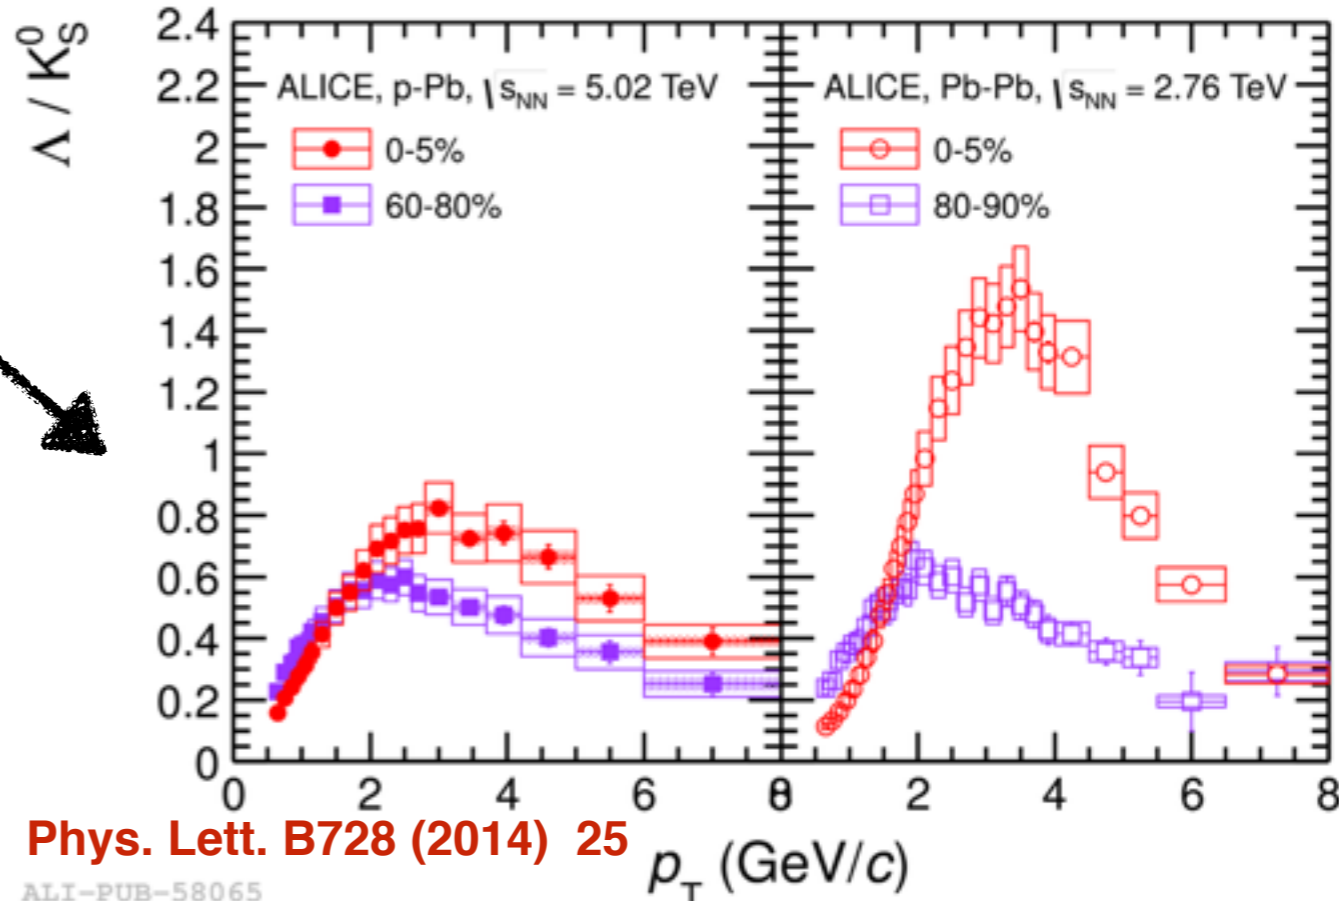 Λ / K⁰S
2.4
2.2
2
1.8
1.6
1.4
1.2
1
0.8
0.6
0.4
0.2
0
ALICE, p-Pb, √sNN = 5.02 TeV
0-5%
60-80%
ALICE, Pb-Pb, √sNN = 2.76 TeV
0-5%
80-90%
0 2 4 6 8 0 2 4 6 8
pT (GeV/c)
Phys. Lett. B728 (2014) 25
ALI-PUB-58065